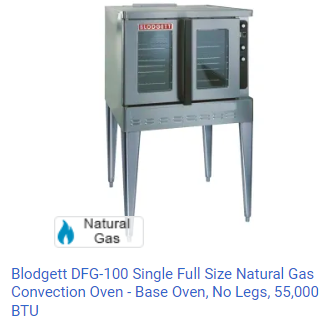 BLODGETT
Natural
Gas
Blodgett DFG-100 Single Full Size Natural Gas
Convection Oven - Base Oven, No Legs, 55,000
BTU